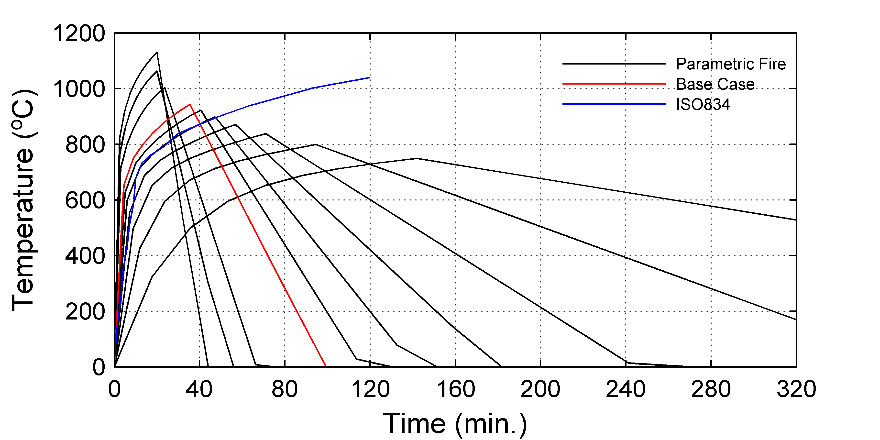 1200
1000
800
600
400
200
0
Temperature (°C)
Parametric Fire
Base Case
ISO834
0 40 80 120 160 200 240 280 320
Time (min.)